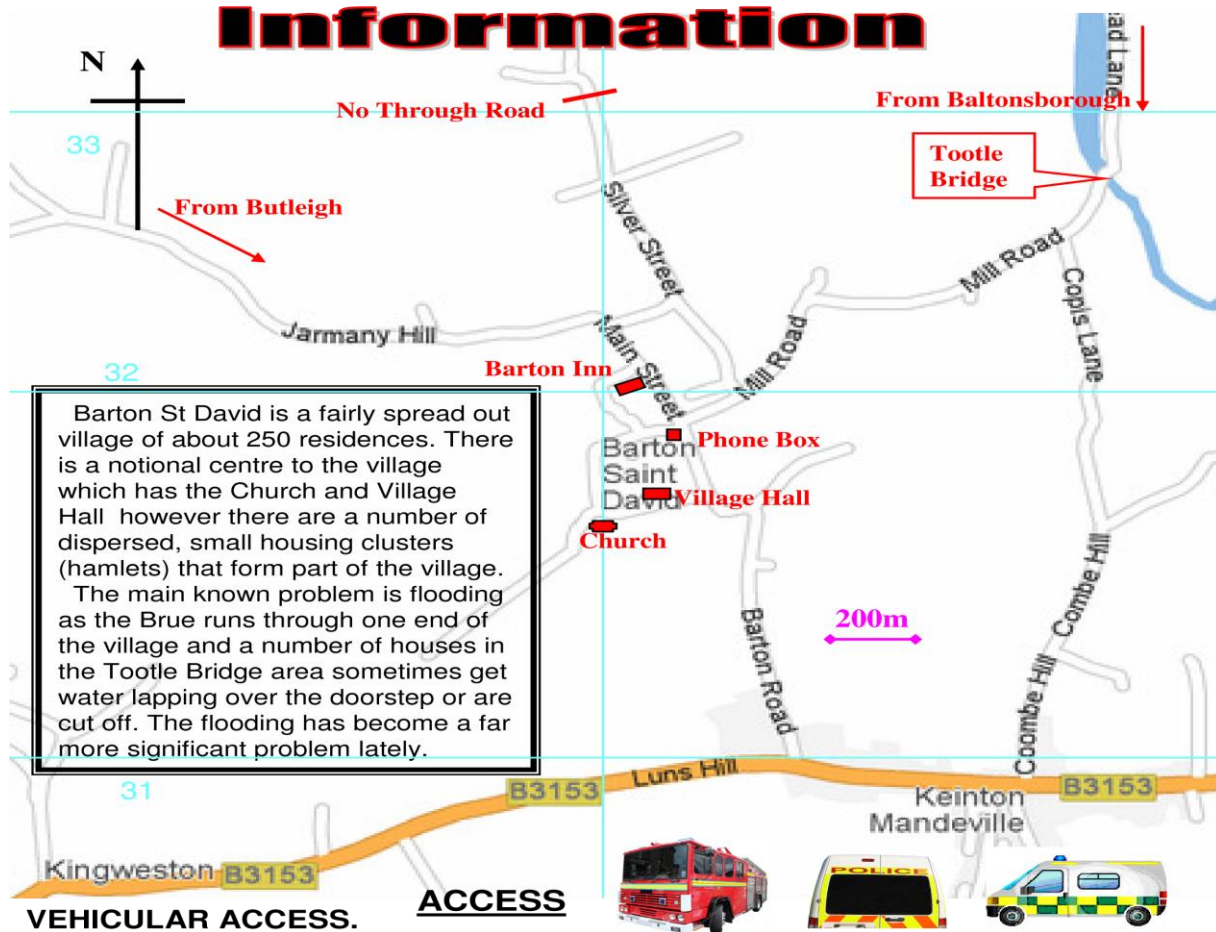 Information
N
ad Lane
No Through Road
From Baltonsborough
33
Tootle
Bridge
From Butleigh
Silver Street
Mill Road
Copis Lane
Jarmany Hill
Main Street
Mill Road
32
Barton Inn
Phone Box
Barton
Saint
David
Village Hall
Church
Barton St David is a fairly spread out
village of about 250 residences. There
is a notional centre to the village
which has the Church and Village
Hall however there are a number of
dispersed, small housing clusters
(hamlets) that form part of the village.
The main known problem is flooding
as the Brue runs through one end of
the village and a number of houses in
the Tootle Bridge area sometimes get
water lapping over the doorstep or are
cut off. The flooding has become a far
more significant problem lately.
Combe Hill
200m
Barton Road
Coombe Hill
31
Luns Hill
B3153
B3153
Keinton
Mandeville
Kingweston
B3153
POLICE
ACCESS
VEHICULAR ACCESS.